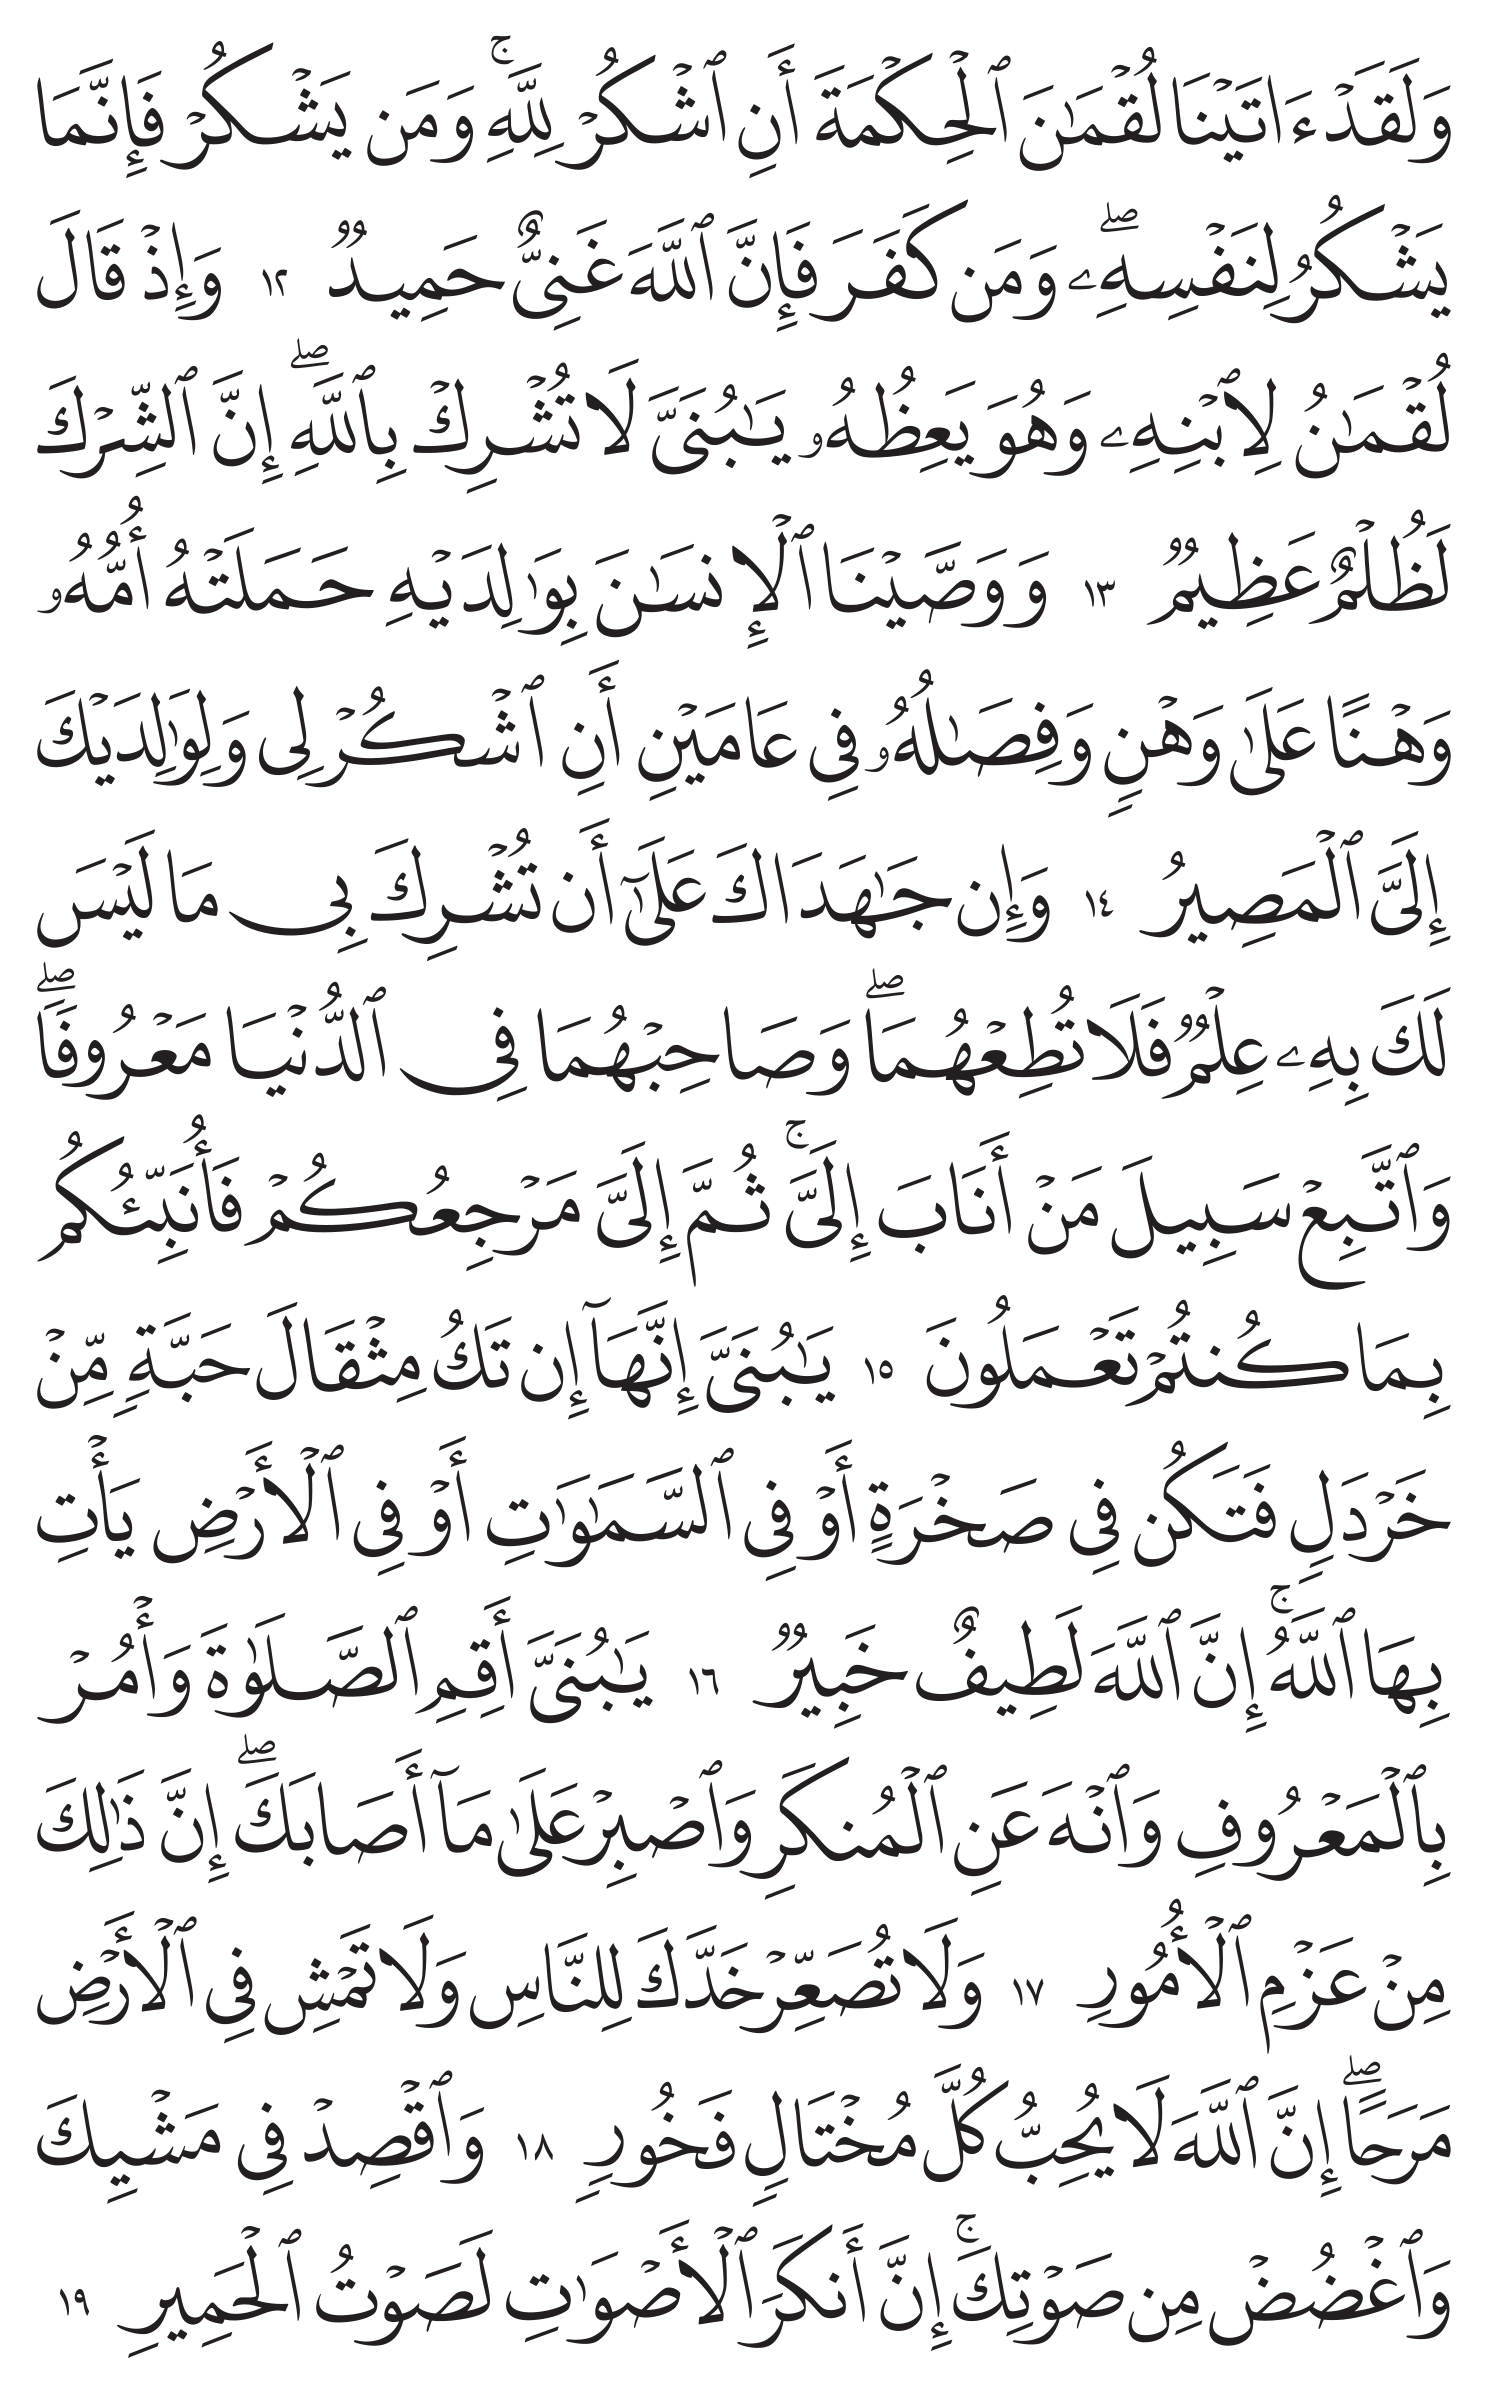 وَلَقَدْ ءَاتَيْنَا لُقْمَٰنَ ٱلْحِكْمَةَ أَنِ ٱشْكُرْ لِلَّهِ ۚ وَمَن يَشْكُرْ فَإِنَّمَا
يَشْكُرُ لِنَفْسِهِۦ ۖ وَمَن كَفَرَ فَإِنَّ ٱللَّهَ غَنِىٌّ حَمِيدٌ ١٢ وَإِذْ قَالَ
لُقْمَٰنُ لِٱبْنِهِۦ وَهُوَ يَعِظُهُۥ يَٰبُنَىَّ لَا تُشْرِكْ بِٱللَّهِ ۖ إِنَّ ٱلشِّرْكَ
لَظُلْمٌ عَظِيمٌ ١٣ وَوَصَّيْنَا ٱلْإِنسَٰنَ بِوَٰلِدَيْهِ حَمَلَتْهُ أُمُّهُۥ
وَهْنًا عَلَىٰ وَهْنٍ وَفِصَٰلُهُۥ فِى عَامَيْنِ أَنِ ٱشْكُرْ لِى وَلِوَٰلِدَيْكَ
إِلَىَّ ٱلْمَصِيرُ ١٤ وَإِن جَٰهَدَاكَ عَلَىٰٓ أَن تُشْرِكَ بِى مَا لَيْسَ
لَكَ بِهِۦ عِلْمٌ فَلَا تُطِعْهُمَا ۖ وَصَاحِبْهُمَا فِى ٱلدُّنْيَا مَعْرُوفًا ۖ
وَٱتَّبِعْ سَبِيلَ مَنْ أَنَابَ إِلَىَّ ۚ ثُمَّ إِلَىَّ مَرْجِعُكُمْ فَأُنَبِّئُكُم
بِمَا كُنتُمْ تَعْمَلُونَ ١٥ يَٰبُنَىَّ إِنَّهَآ إِن تَكُ مِثْقَالَ حَبَّةٍ مِّنْ
خَرْدَلٍ فَتَكُن فِى صَخْرَةٍ أَوْ فِى ٱلسَّمَٰوَٰتِ أَوْ فِى ٱلْأَرْضِ يَأْتِ
بِهَا ٱللَّهُ ۚ إِنَّ ٱللَّهَ لَطِيفٌ خَبِيرٌ ١٦ يَٰبُنَىَّ أَقِمِ ٱلصَّلَوٰةَ وَأْمُرْ
بِٱلْمَعْرُوفِ وَٱنْهَ عَنِ ٱلْمُنكَرِ وَٱصْبِرْ عَلَىٰ مَآ أَصَابَكَ ۖ إِنَّ ذَٰلِكَ
مِنْ عَزْمِ ٱلْأُمُورِ ١٧ وَلَا تُصَعِّرْ خَدَّكَ لِلنَّاسِ وَلَا تَمْشِ فِى ٱلْأَرْضِ
مَرَحًا ۖ إِنَّ ٱللَّهَ لَا يُحِبُّ كُلَّ مُخْتَالٍ فَخُورٍ ١٨ وَٱقْصِدْ فِى مَشْيِكَ
وَٱغْضُضْ مِن صَوْتِكَ ۚ إِنَّ أَنكَرَ ٱلْأَصْوَٰتِ لَصَوْتُ ٱلْحَمِيرِ ١٩